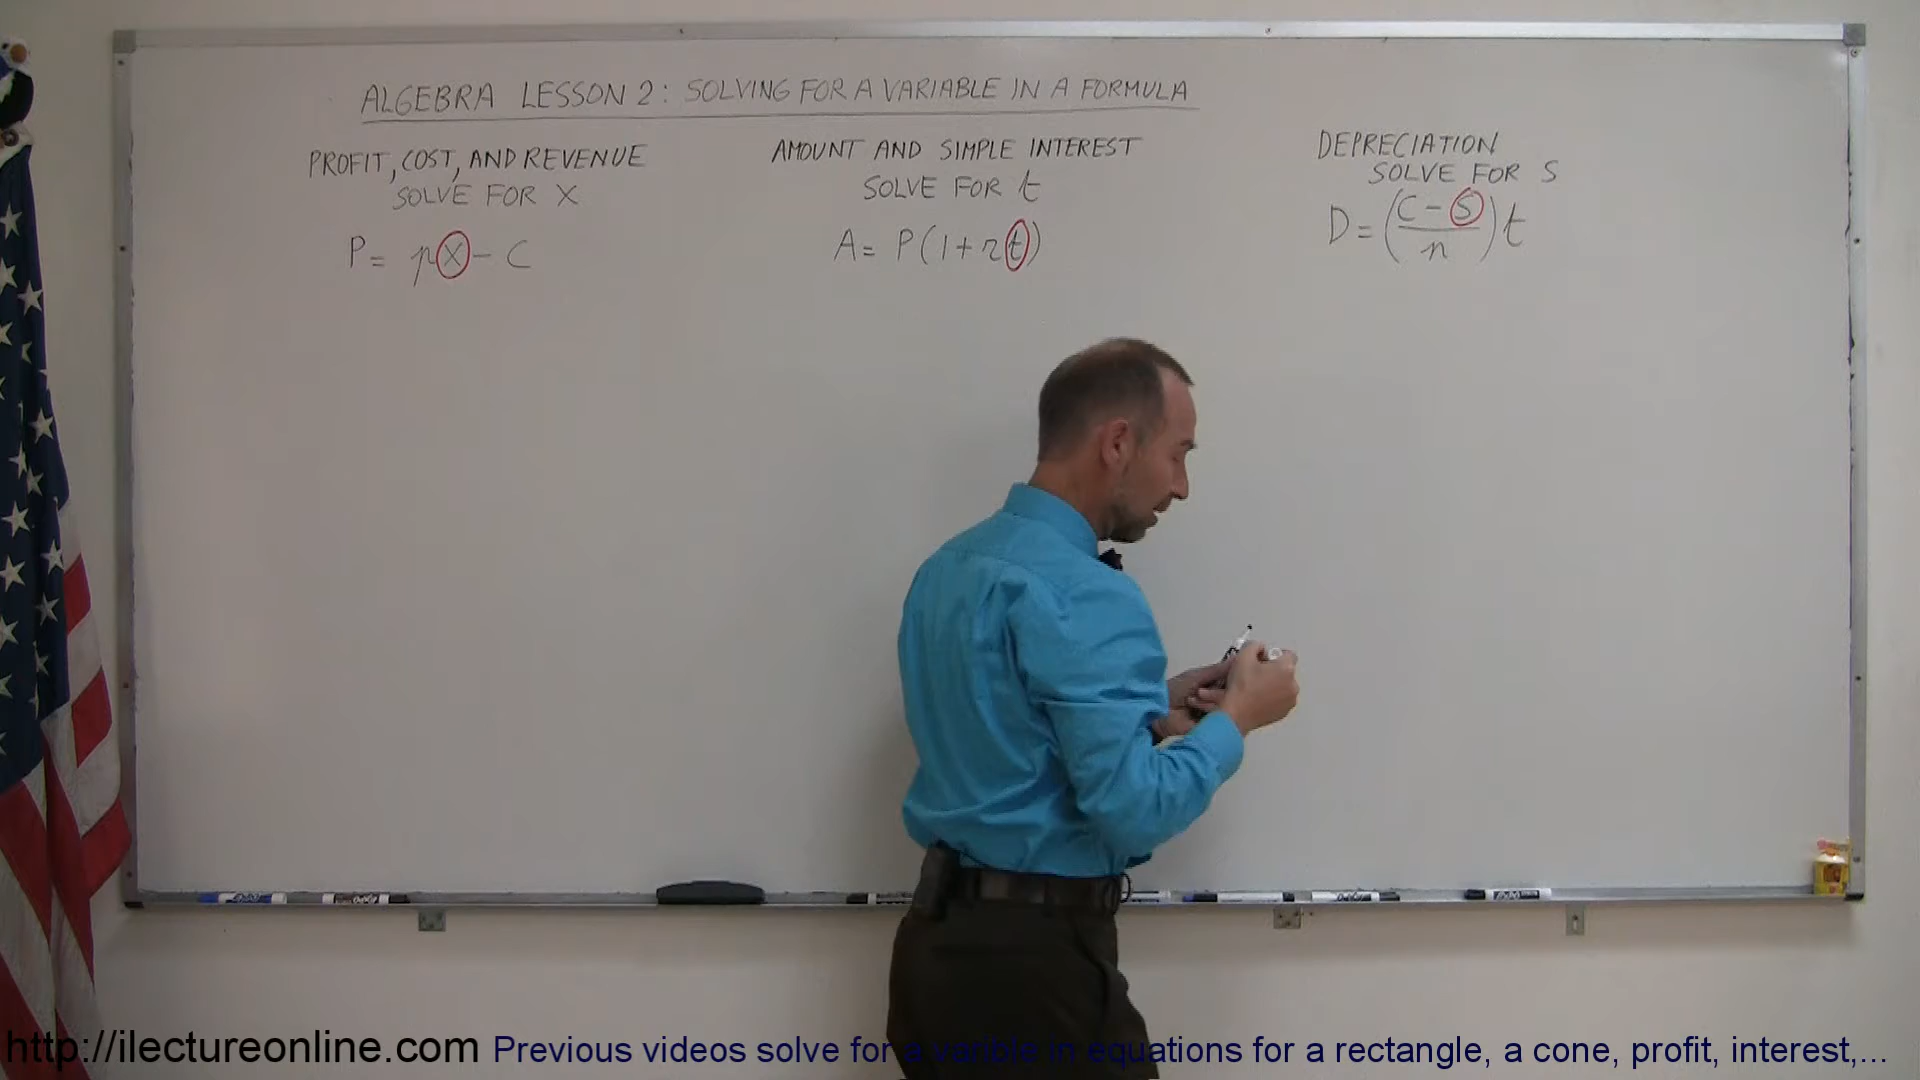 ALGEBRA LESSON 2: SOLVING FOR A VARIABLE IN A FORMULA
PROFIT, COST, AND REVENUE
SOLVE FOR X
P = px - C
AMOUNT AND SIMPLE INTEREST
SOLVE FOR t
A = P(1 + rt)
DEPRECIATION
SOLVE FOR S
D = (C - S / n) t
http://ilectureonline.com Previous videos solve for a varible in equations for a rectangle, a cone, profit, interest,...